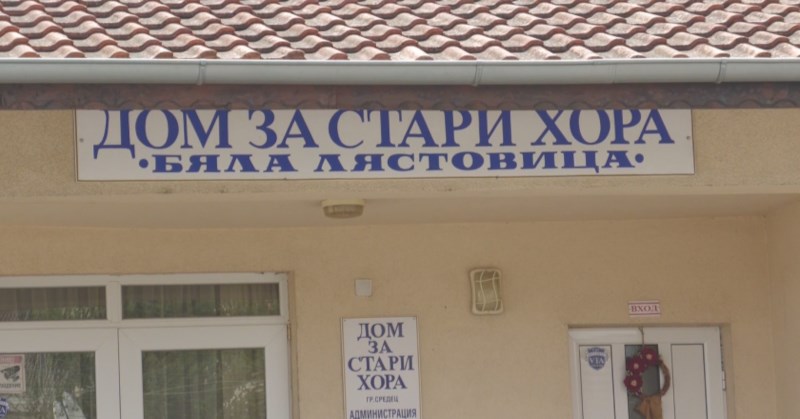 ДОМ ЗА СТАРИ ХОРА
•БЯЛА ЛЯСТОВИЦА•
ВХОД
ДОМ
ЗА
СТАРИ
ХОРА
ГР. СРЕДЕЦ
АДМИНИСТРАЦИЯ